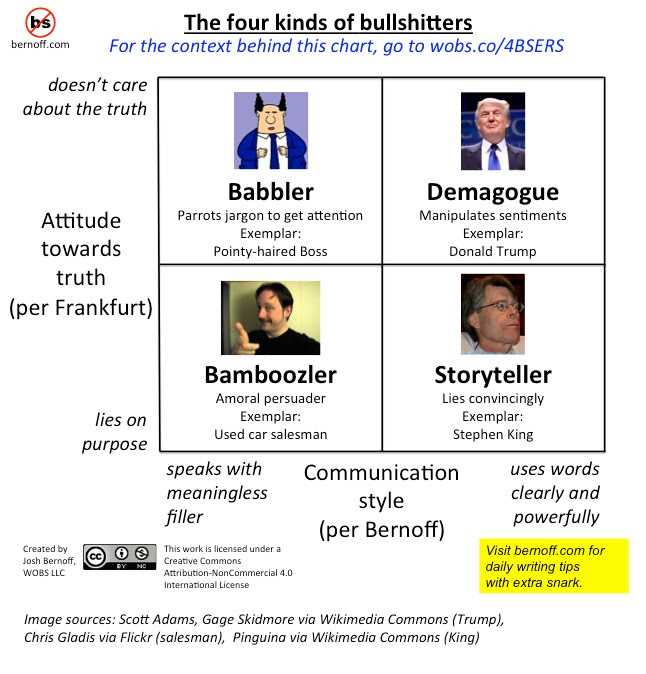 bs
bernoff.com
The four kinds of bullshitters
For the context behind this chart, go to wobs.co/4BSERS
doesn't care
about the truth
Attitude
towards
truth
(per Frankfurt)
lies on
purpose
Babbler
Parrots jargon to get attention
Exemplar:
Pointy-haired Boss
Demagogue
Manipulates sentiments
Exemplar:
Donald Trump
Bamboozler
Amoral persuader
Exemplar:
Used car salesman
Storyteller
Lies convincingly
Exemplar:
Stephen King
speaks with
meaningless
filler
Communication
style
(per Bernoff)
uses words
clearly and
powerfully
Created by
Josh Bernoff,
WOBS LLC
cc
BY NC
This work is licensed under a
Creative Commons
Attribution-NonCommercial 4.0
International License
Visit bernoff.com for
daily writing tips
with extra snark.
Image sources: Scott Adams, Gage Skidmore via Wikimedia Commons (Trump),
Chris Gladis via Flickr (salesman), Pinguina via Wikimedia Commons (King)